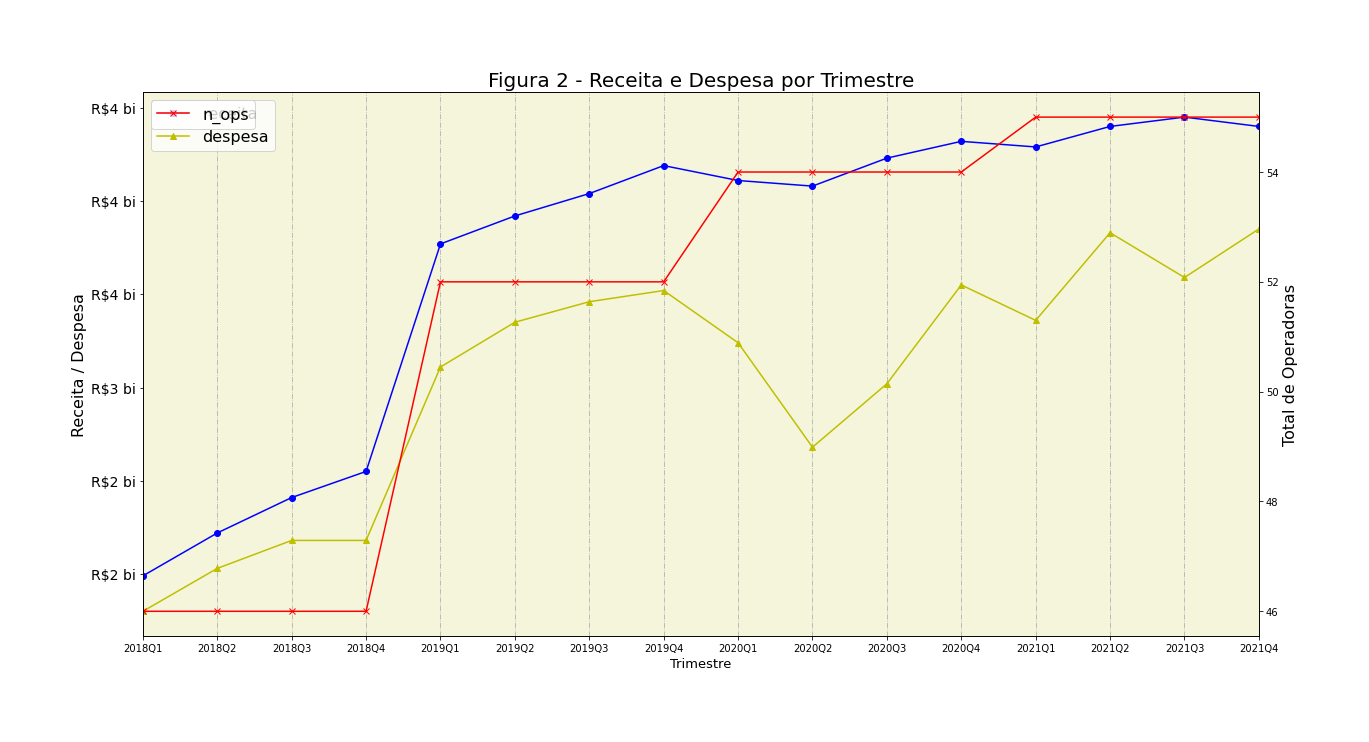 Figura 2 - Receita e Despesa por Trimestre
R$4 bi
R$4 bi
R$4 bi
R$3 bi
R$2 bi
R$2 bi
Receita / Despesa
n_ops
despesa
54
52
50
48
46
Total de Operadoras
2018Q1 2018Q2 2018Q3 2018Q4 2019Q1 2019Q2 2019Q3 2019Q4 2020Q1 2020Q2 2020Q3 2020Q4 2021Q1 2021Q2 2021Q3 2021Q4
Trimestre